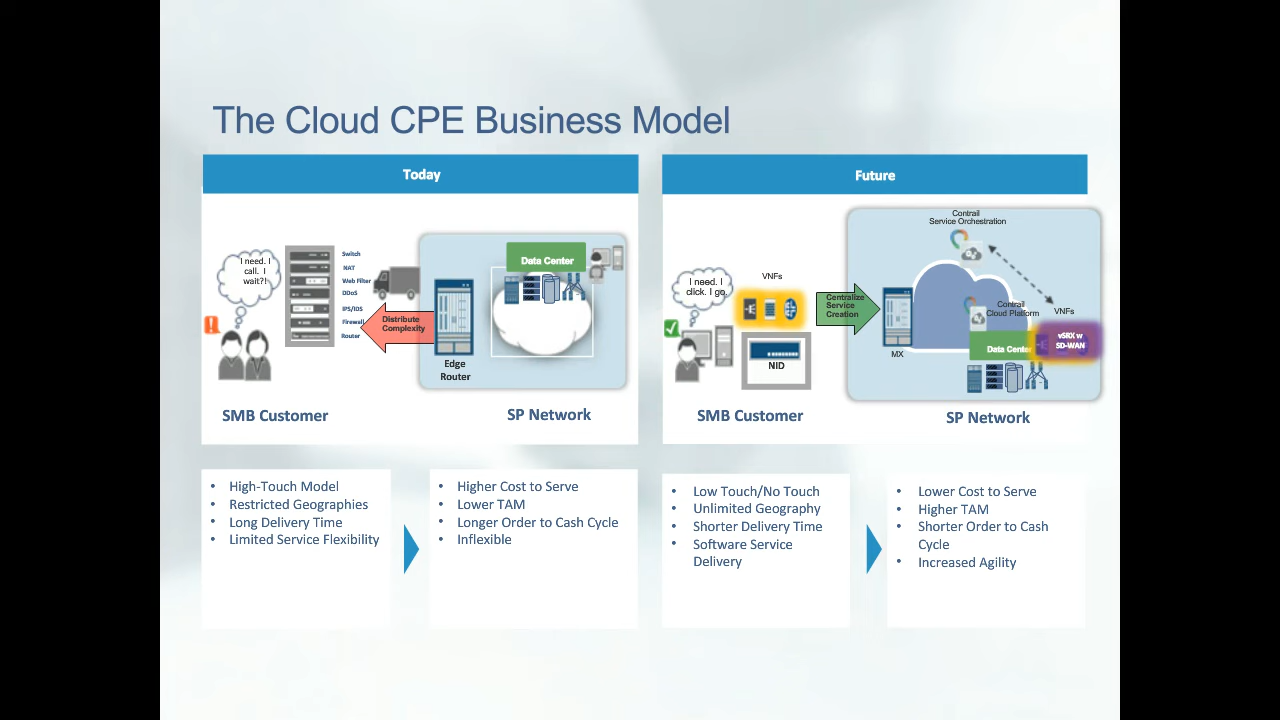 The Cloud CPE Business Model
Today
I need. I
call. I
wait?!
Switch
NAT
Web Filter
DDoS
IPS/IDS
Firewall
Router
Distribute
Complexity
Edge
Router
Data Center
SMB Customer
SP Network
Future
I need. I
click. I go.
VNFs
NID
Centralize
Service
Creation
Contrail
Service Orchestration
MX
Contrail
Cloud Platform
VNFs
Data Center
vSRX w
SD-WAN
SMB Customer
SP Network
• High-Touch Model
• Restricted Geographies
• Long Delivery Time
• Limited Service Flexibility
• Higher Cost to Serve
• Lower TAM
• Longer Order to Cash Cycle
• Inflexible
• Low Touch/No Touch
• Unlimited Geography
• Shorter Delivery Time
• Software Service
Delivery
• Lower Cost to Serve
• Higher TAM
• Shorter Order to Cash
Cycle
• Increased Agility